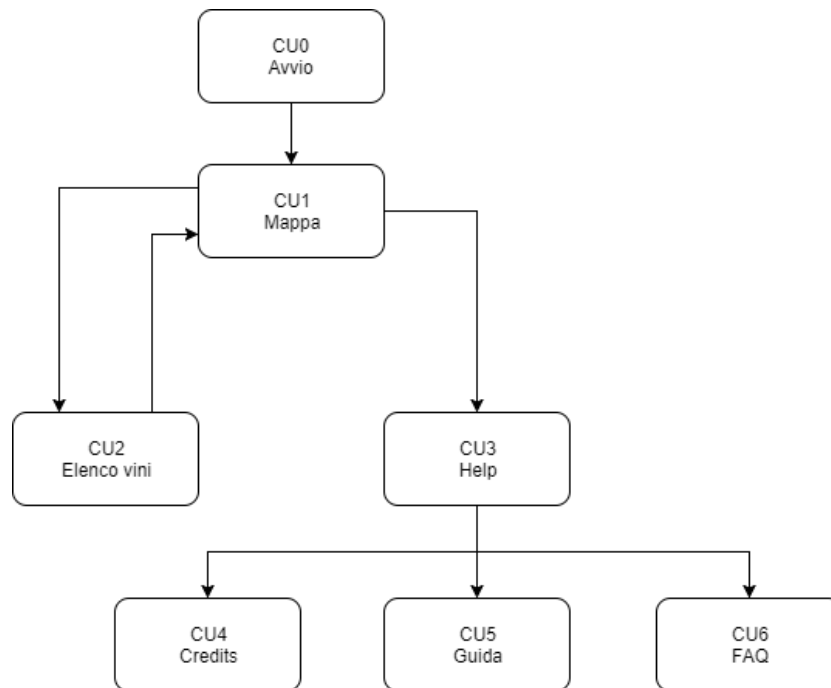 CU0
Avvio
CU1
Mappa
CU2
Elenco vini
CU3
Help
CU4
Credits
CU5
Guida
CU6
FAQ